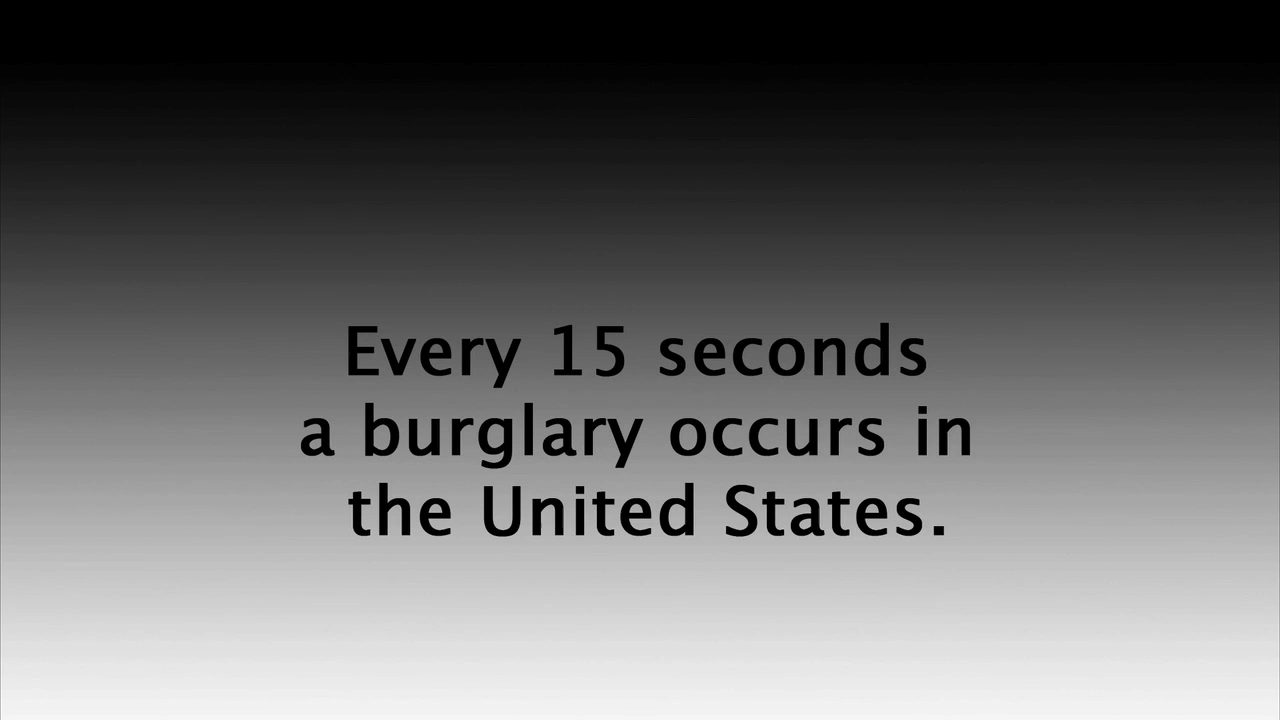 Every 15 seconds
a burglary occurs in
the United States.